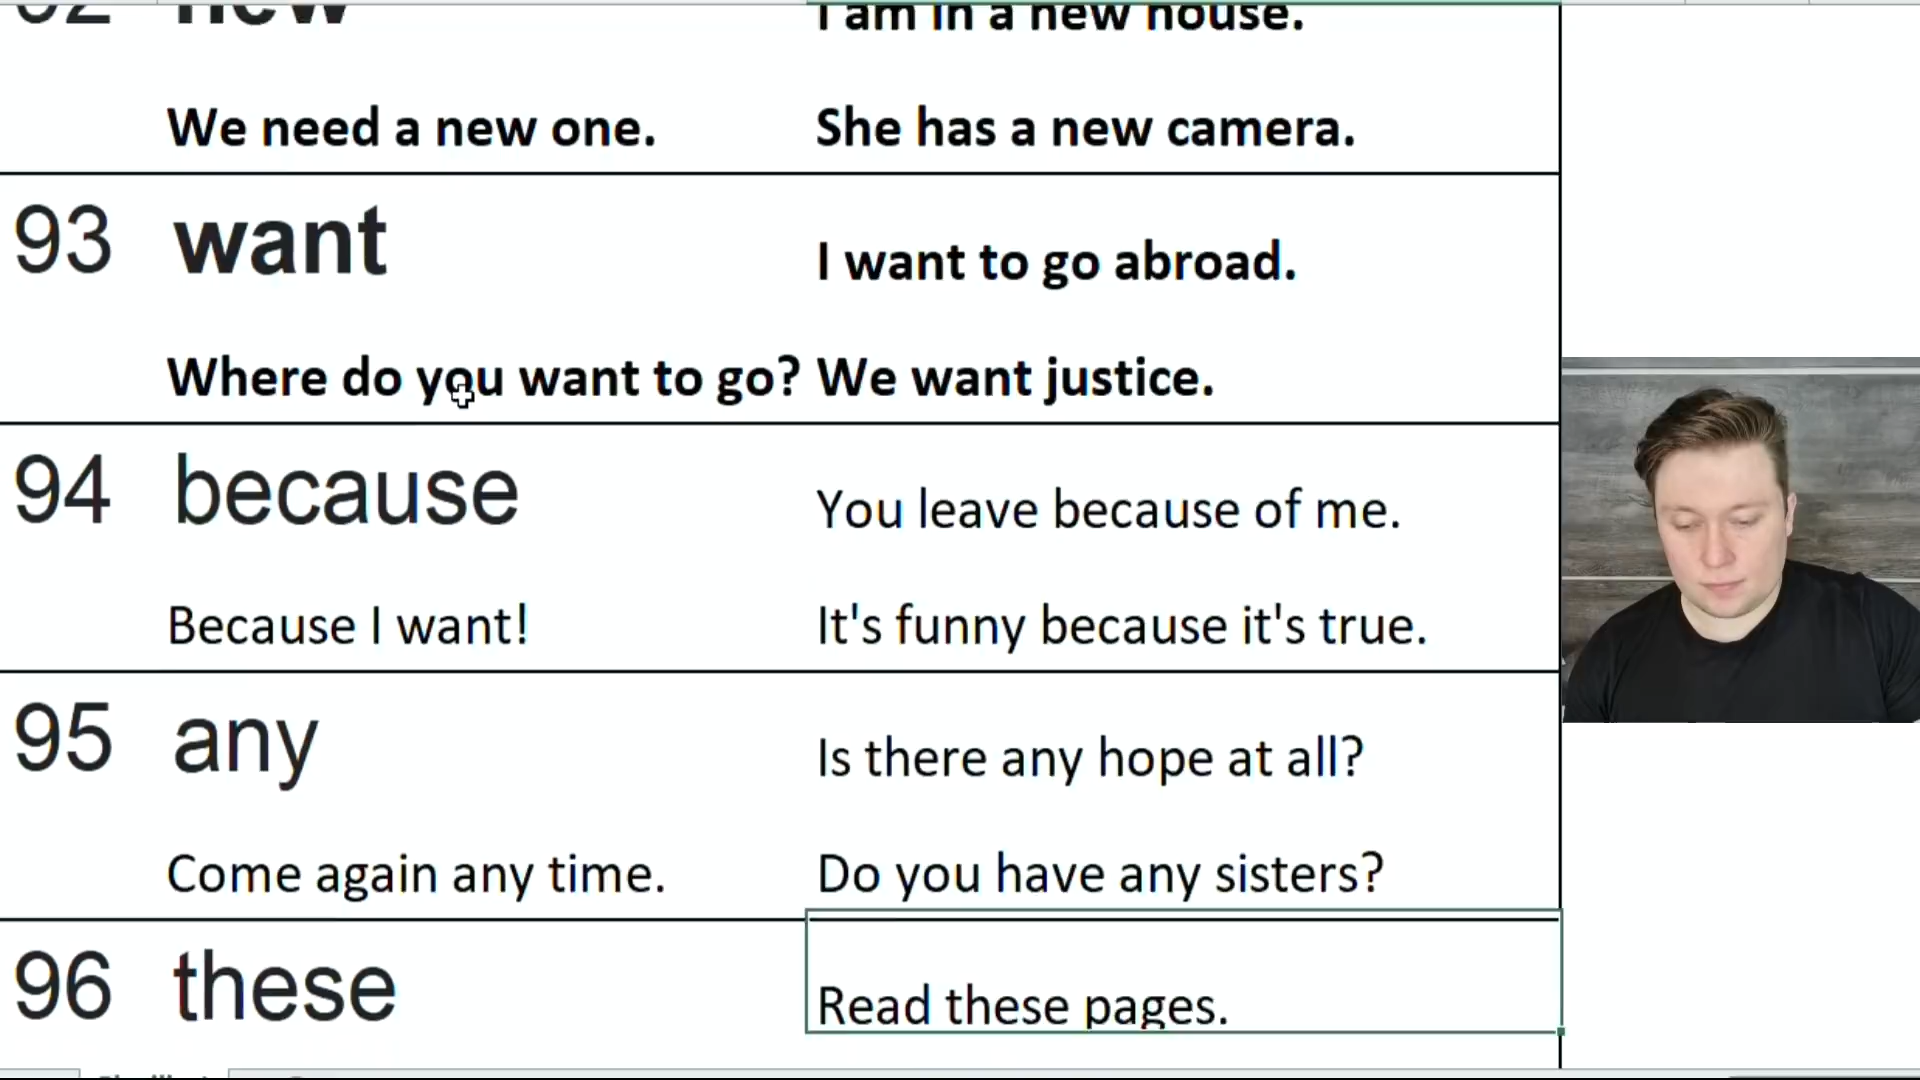 92 new I am in a new house.
We need a new one. She has a new camera.
93 want I want to go abroad.
Where do you want to go? We want justice.
94 because You leave because of me.
Because I want! It's funny because it's true.
95 any Is there any hope at all?
Come again any time. Do you have any sisters?
96 these Read these pages.